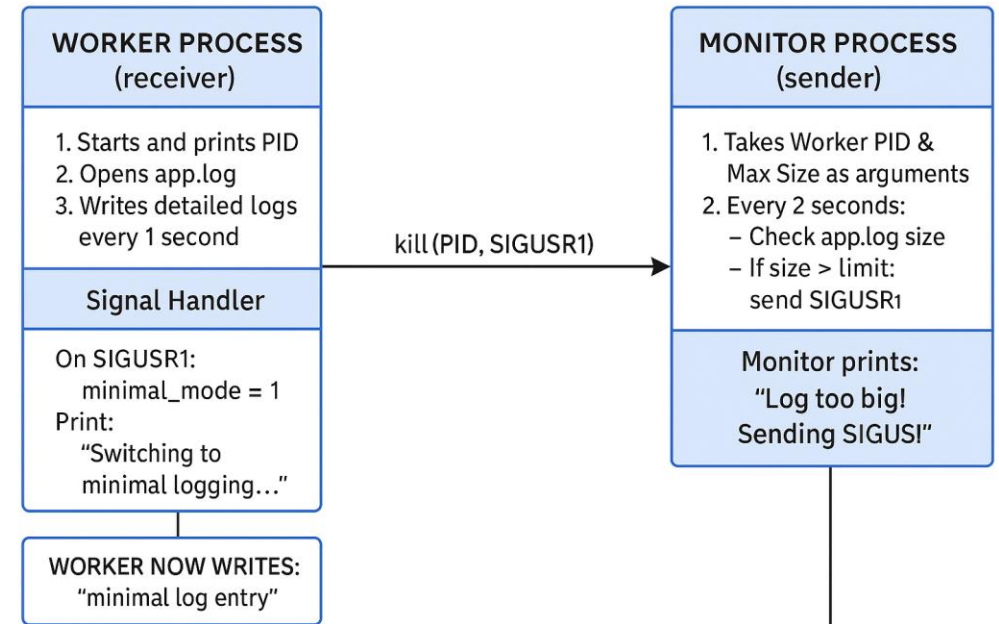 WORKER PROCESS
(receiver)
1. Starts and prints PID
2. Opens app.log
3. Writes detailed logs
every 1 second
Signal Handler
On SIGUSR1:
minimal_mode = 1
Print:
“Switching to
minimal logging...”
WORKER NOW WRITES:
“minimal log entry”
kill(PID, SIGUSR1)
MONITOR PROCESS
(sender)
1. Takes Worker PID &
Max Size as arguments
2. Every 2 seconds:
– Check app.log size
– If size > limit:
send SIGUSR1
Monitor prints:
“Log too big!
Sending SIGUS!”